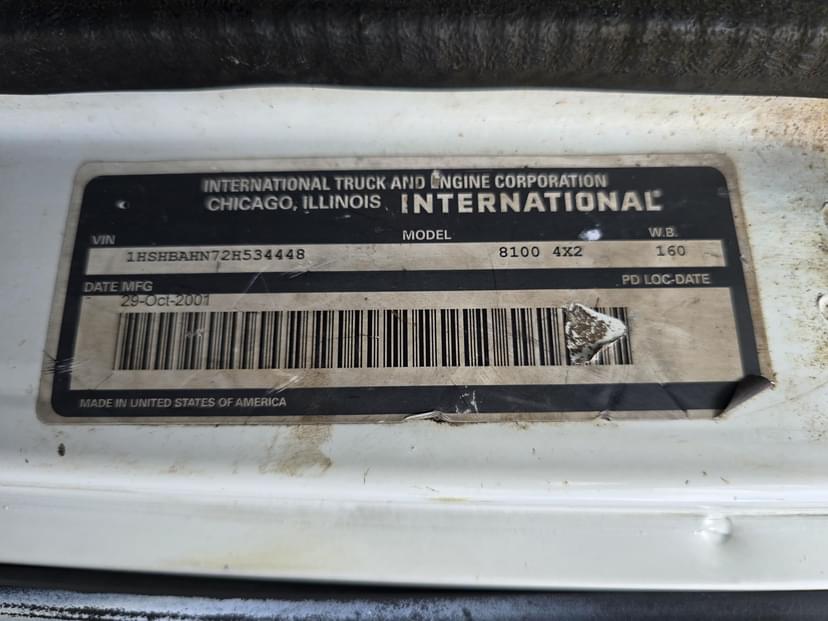 INTERNATIONAL TRUCK AND ENGINE CORPORATION
CHICAGO, ILLINOIS INTERNATIONAL®
VIN MODEL W.B.
1HSHBAHN72H534448 8100 4X2 160
DATE MFG PD LOC-DATE
29-Oct-2001
MADE IN UNITED STATES OF AMERICA